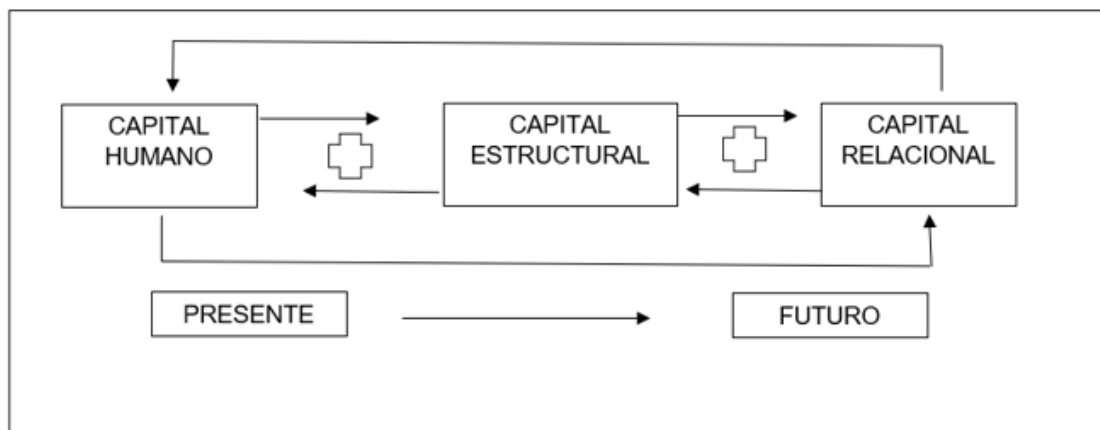 CAPITAL
HUMANO
CAPITAL
ESTRUCTURAL
CAPITAL
RELACIONAL
PRESENTE
FUTURO